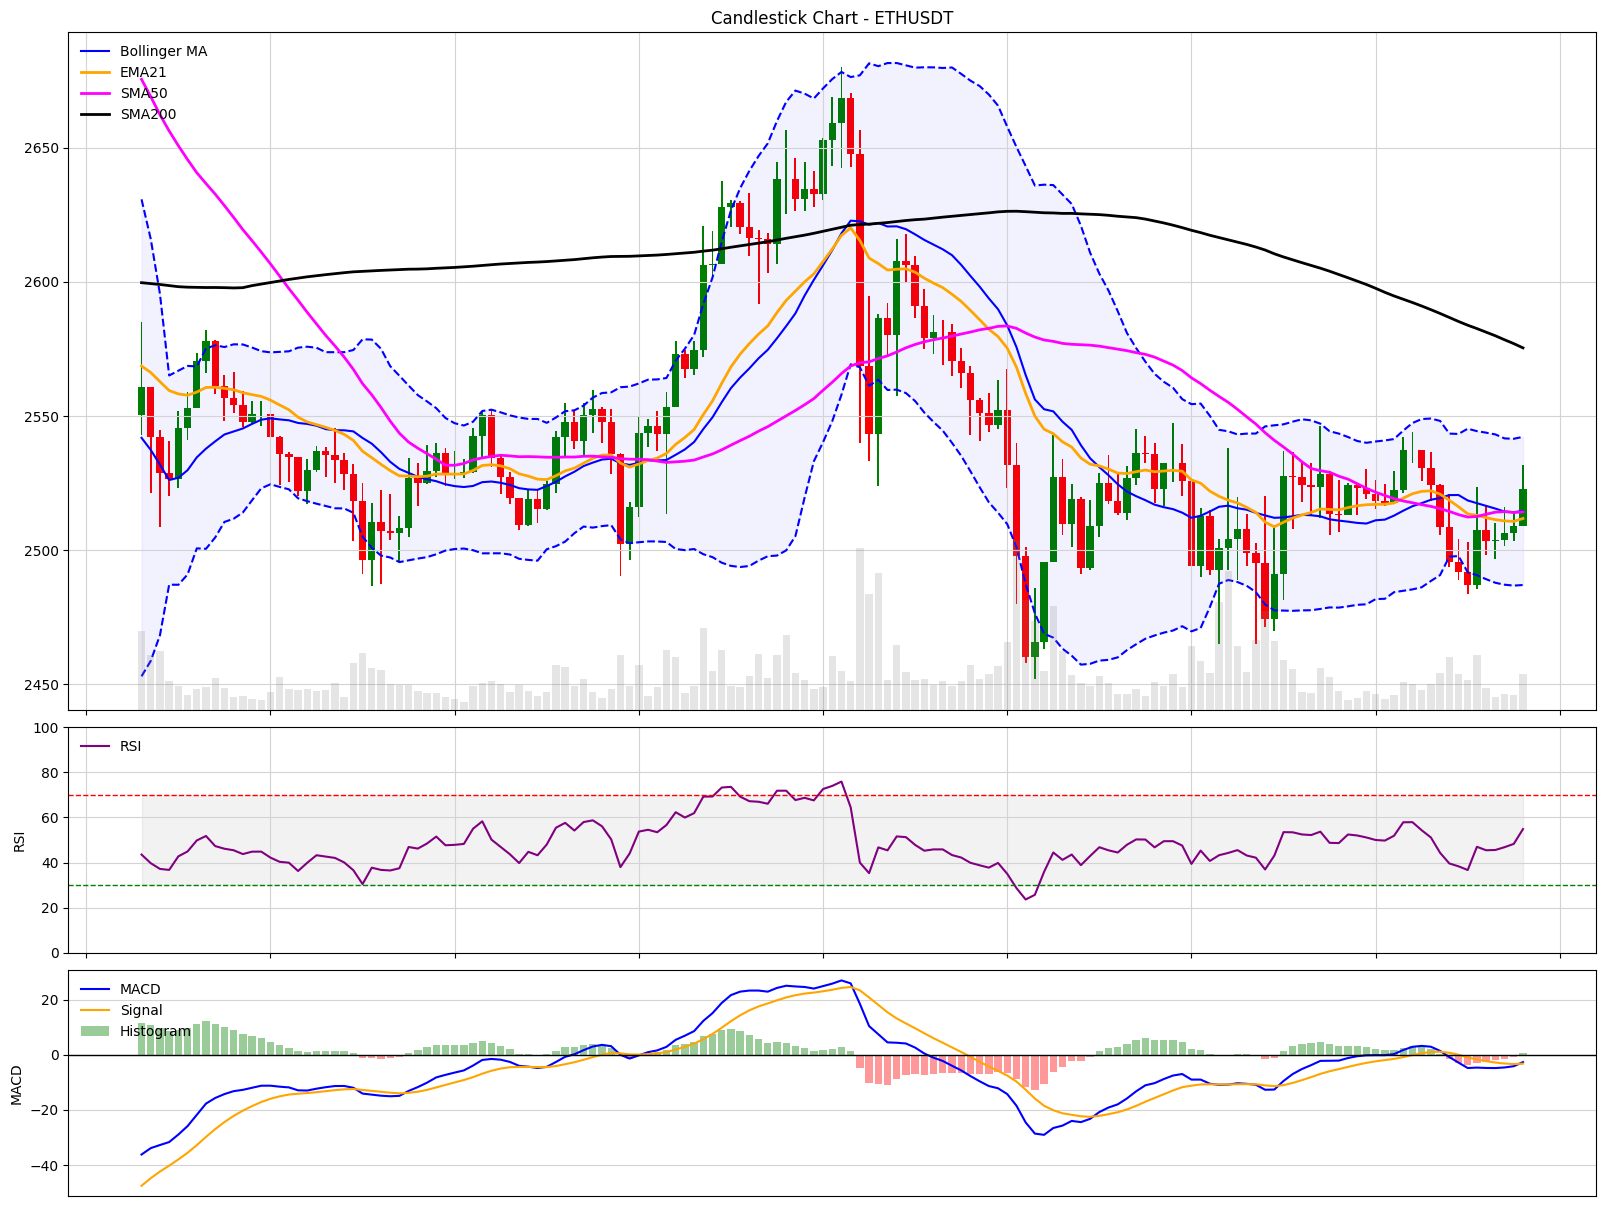 Candlestick Chart - ETHUSDT
Bollinger MA
EMA21
SMA50
SMA200
2650
2600
2550
2500
2450
RSI
100
80
60
40
20
0
RSI
MACD
Signal
Histogram
20
0
−20
−40
MACD